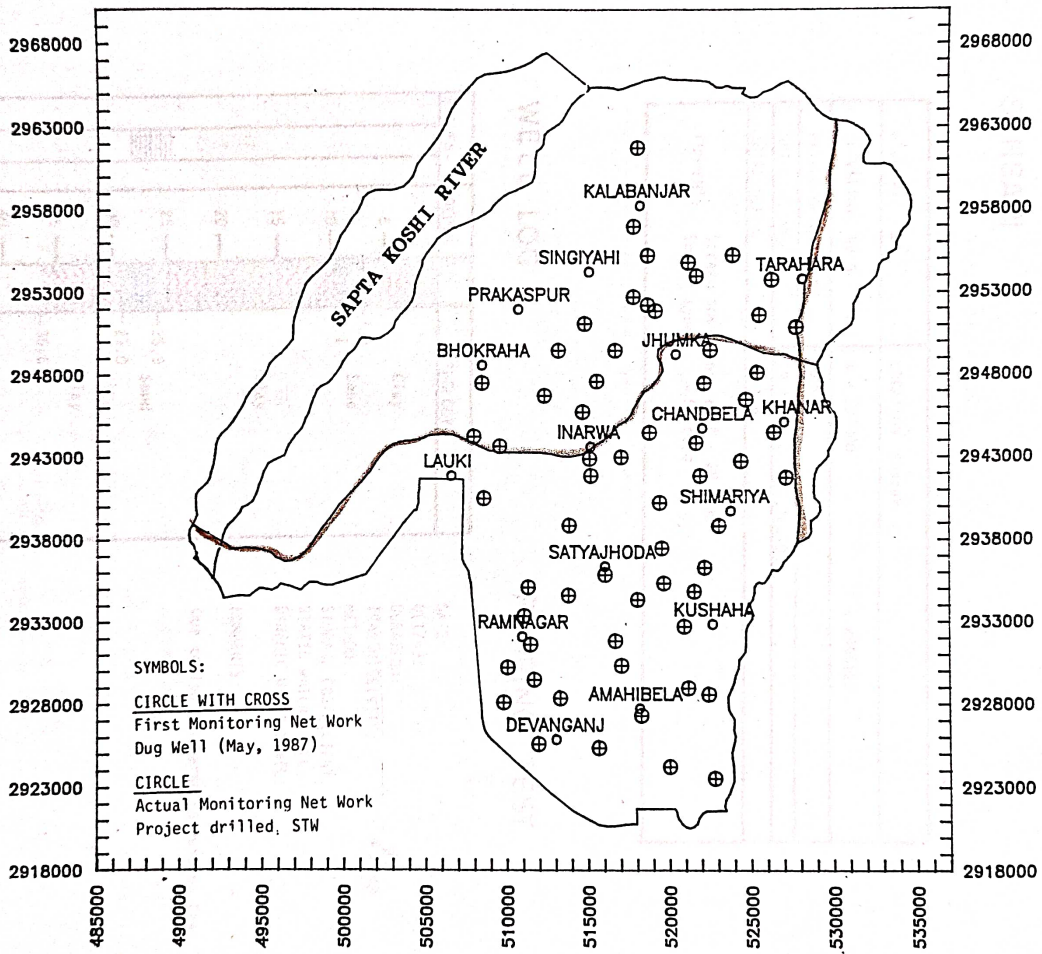 2968000
2968000
2963000
2963000
SAPTA KOSHI RIVER
KALABANJAR
2958000
2958000
SINGIYAHI
TARAHARA
2953000
PRAKASPUR
2953000
JHUMKA
BHOKRAHA
2948000
2948000
CHANDBELA
KHANAR
INARWA
2943000
LAUKI
2943000
SHIMARIYA
2938000
2938000
SATYAJHODA
KUSHAHA
2933000
RAMNAGAR
2933000
SYMBOLS:
CIRCLE WITH CROSS
First Monitoring Net Work
Dug Well (May, 1987)
AMAHIBELA
2928000
2928000
DEVANGANJ
CIRCLE
Actual Monitoring Net Work
Project drilled, STW
2923000
2923000
2918000
2918000
485000
490000
495000
500000
505000
510000
515000
520000
525000
530000
535000